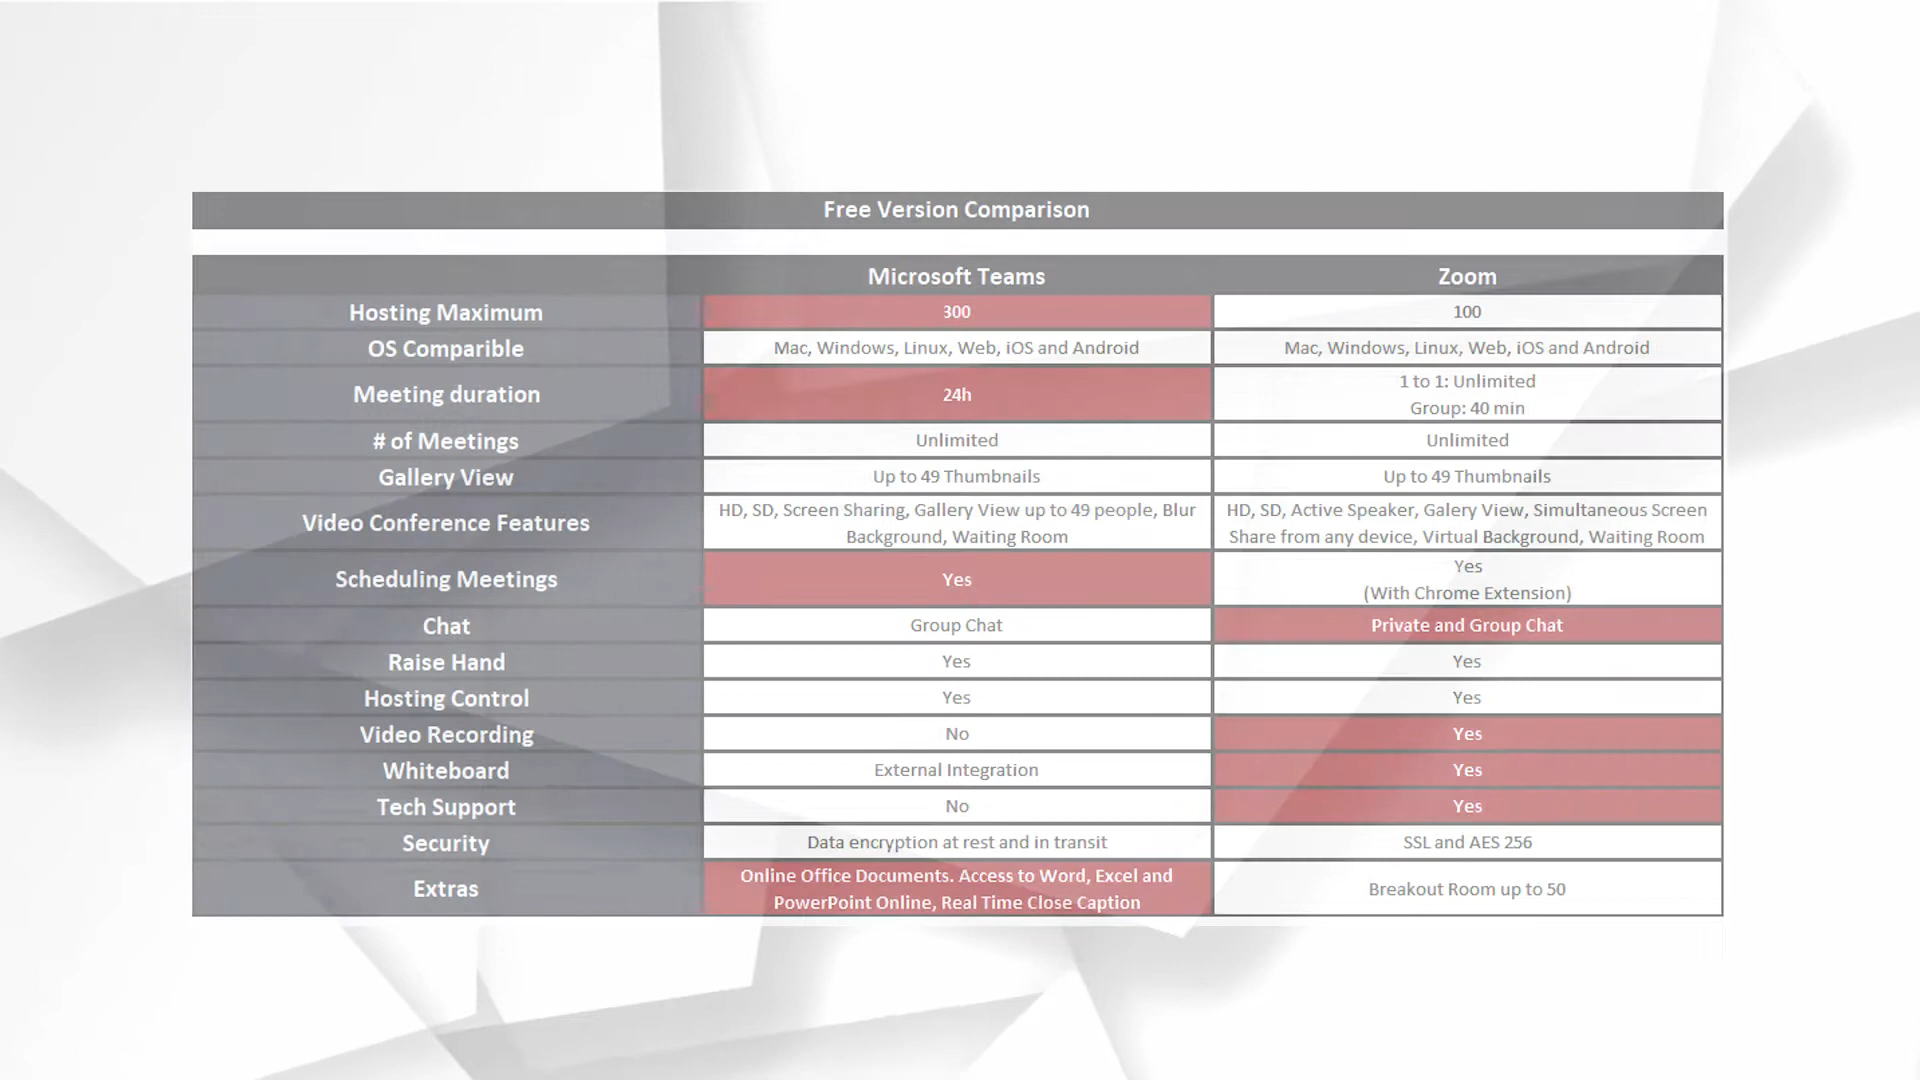 Free Version Comparison
Microsoft Teams Zoom
Hosting Maximum 300 100
OS Comparible Mac, Windows, Linux, Web, iOS and Android Mac, Windows, Linux, Web, iOS and Android
Meeting duration 24h 1 to 1: Unlimited
Group: 40 min
# of Meetings Unlimited Unlimited
Gallery View Up to 49 Thumbnails Up to 49 Thumbnails
Video Conference Features HD, SD, Screen Sharing, Gallery View up to 49 people, Blur
Background, Waiting Room
HD, SD, Active Speaker, Galery View, Simultaneous Screen
Share from any device, Virtual Background, Waiting Room
Scheduling Meetings Yes Yes
(With Chrome Extension)
Chat Group Chat Private and Group Chat
Raise Hand Yes Yes
Hosting Control Yes Yes
Video Recording No Yes
Whiteboard External Integration Yes
Tech Support No Yes
Security Data encryption at rest and in transit SSL and AES 256
Extras Online Office Documents. Access to Word, Excel and
PowerPoint Online, Real Time Close Caption
Breakout Room up to 50